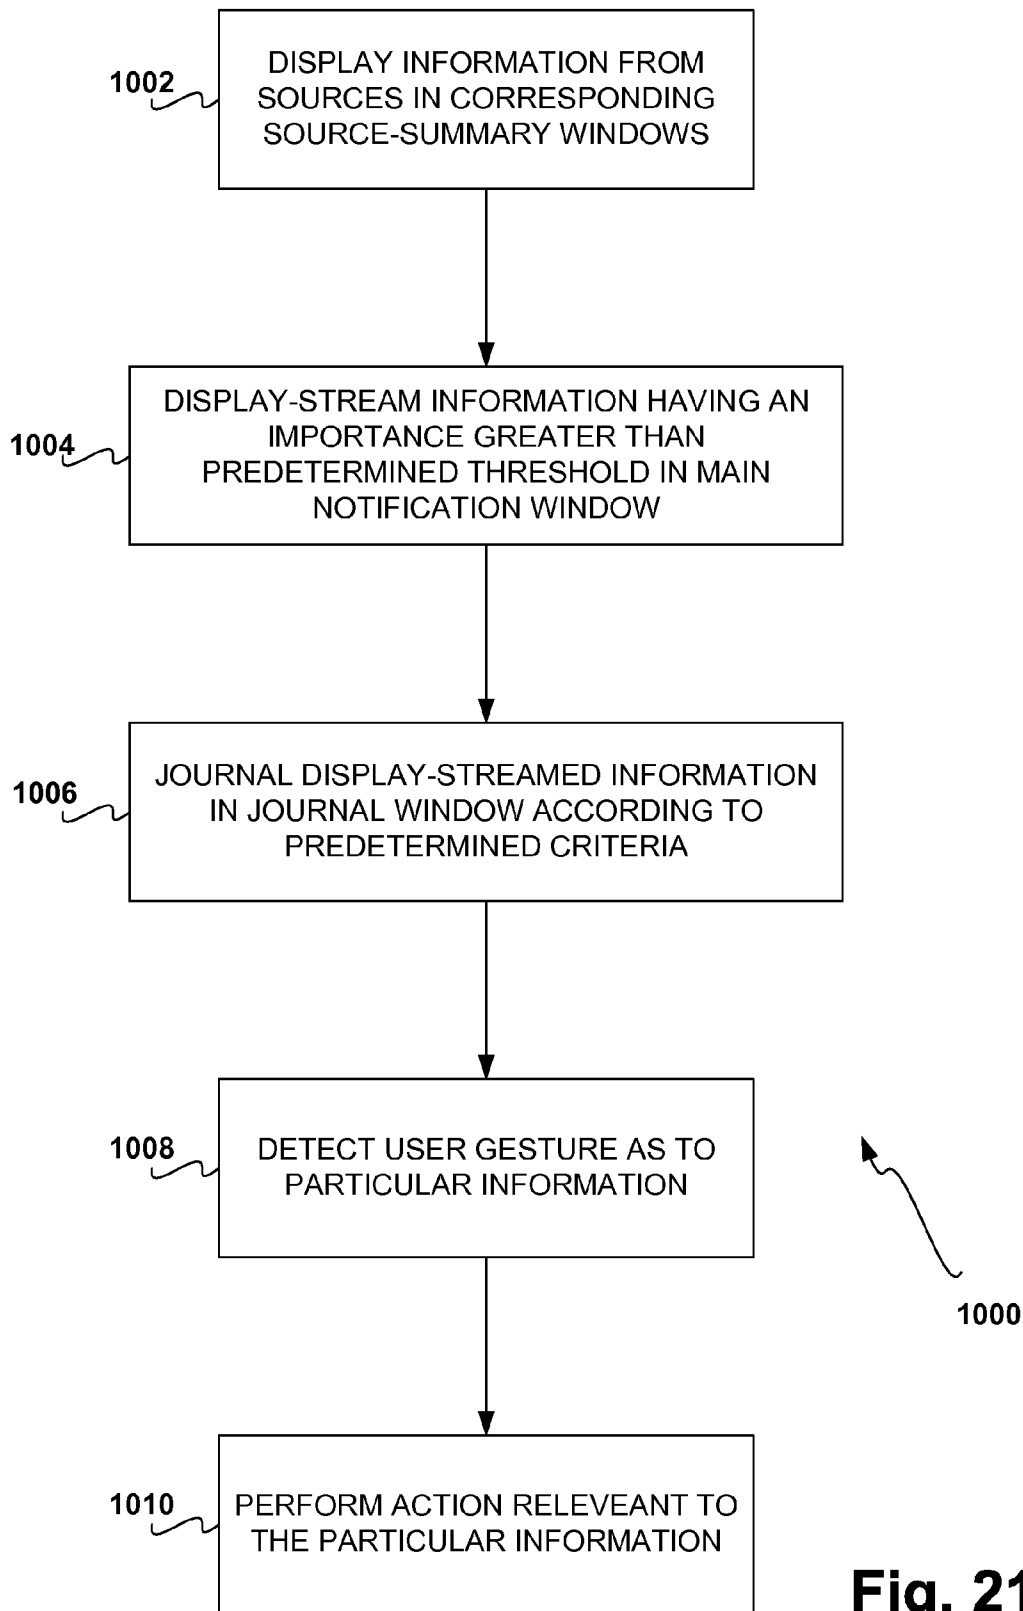 1002
DISPLAY INFORMATION FROM
SOURCES IN CORRESPONDING
SOURCE-SUMMARY WINDOWS
1004
DISPLAY-STREAM INFORMATION HAVING AN
IMPORTANCE GREATER THAN
PREDETERMINED THRESHOLD IN MAIN
NOTIFICATION WINDOW
1006
JOURNAL DISPLAY-STREAMED INFORMATION
IN JOURNAL WINDOW ACCORDING TO
PREDETERMINED CRITERIA
1008
DETECT USER GESTURE AS TO
PARTICULAR INFORMATION
1000
1010
PERFORM ACTION RELEVEANT TO
THE PARTICULAR INFORMATION
Fig. 21